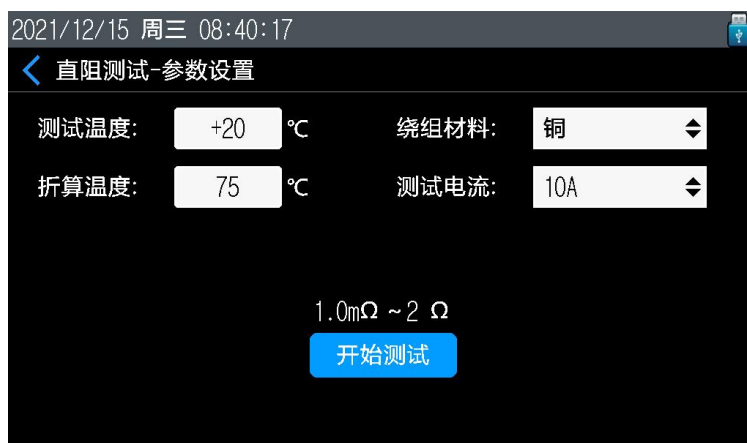 2021/12/15 周三 08:40:17
直阻测试-参数设置
测试温度: +20 ℃ 绕组材料: 铜
折算温度: 75 ℃ 测试电流: 10A
1.0mΩ ~2 Ω
开始测试